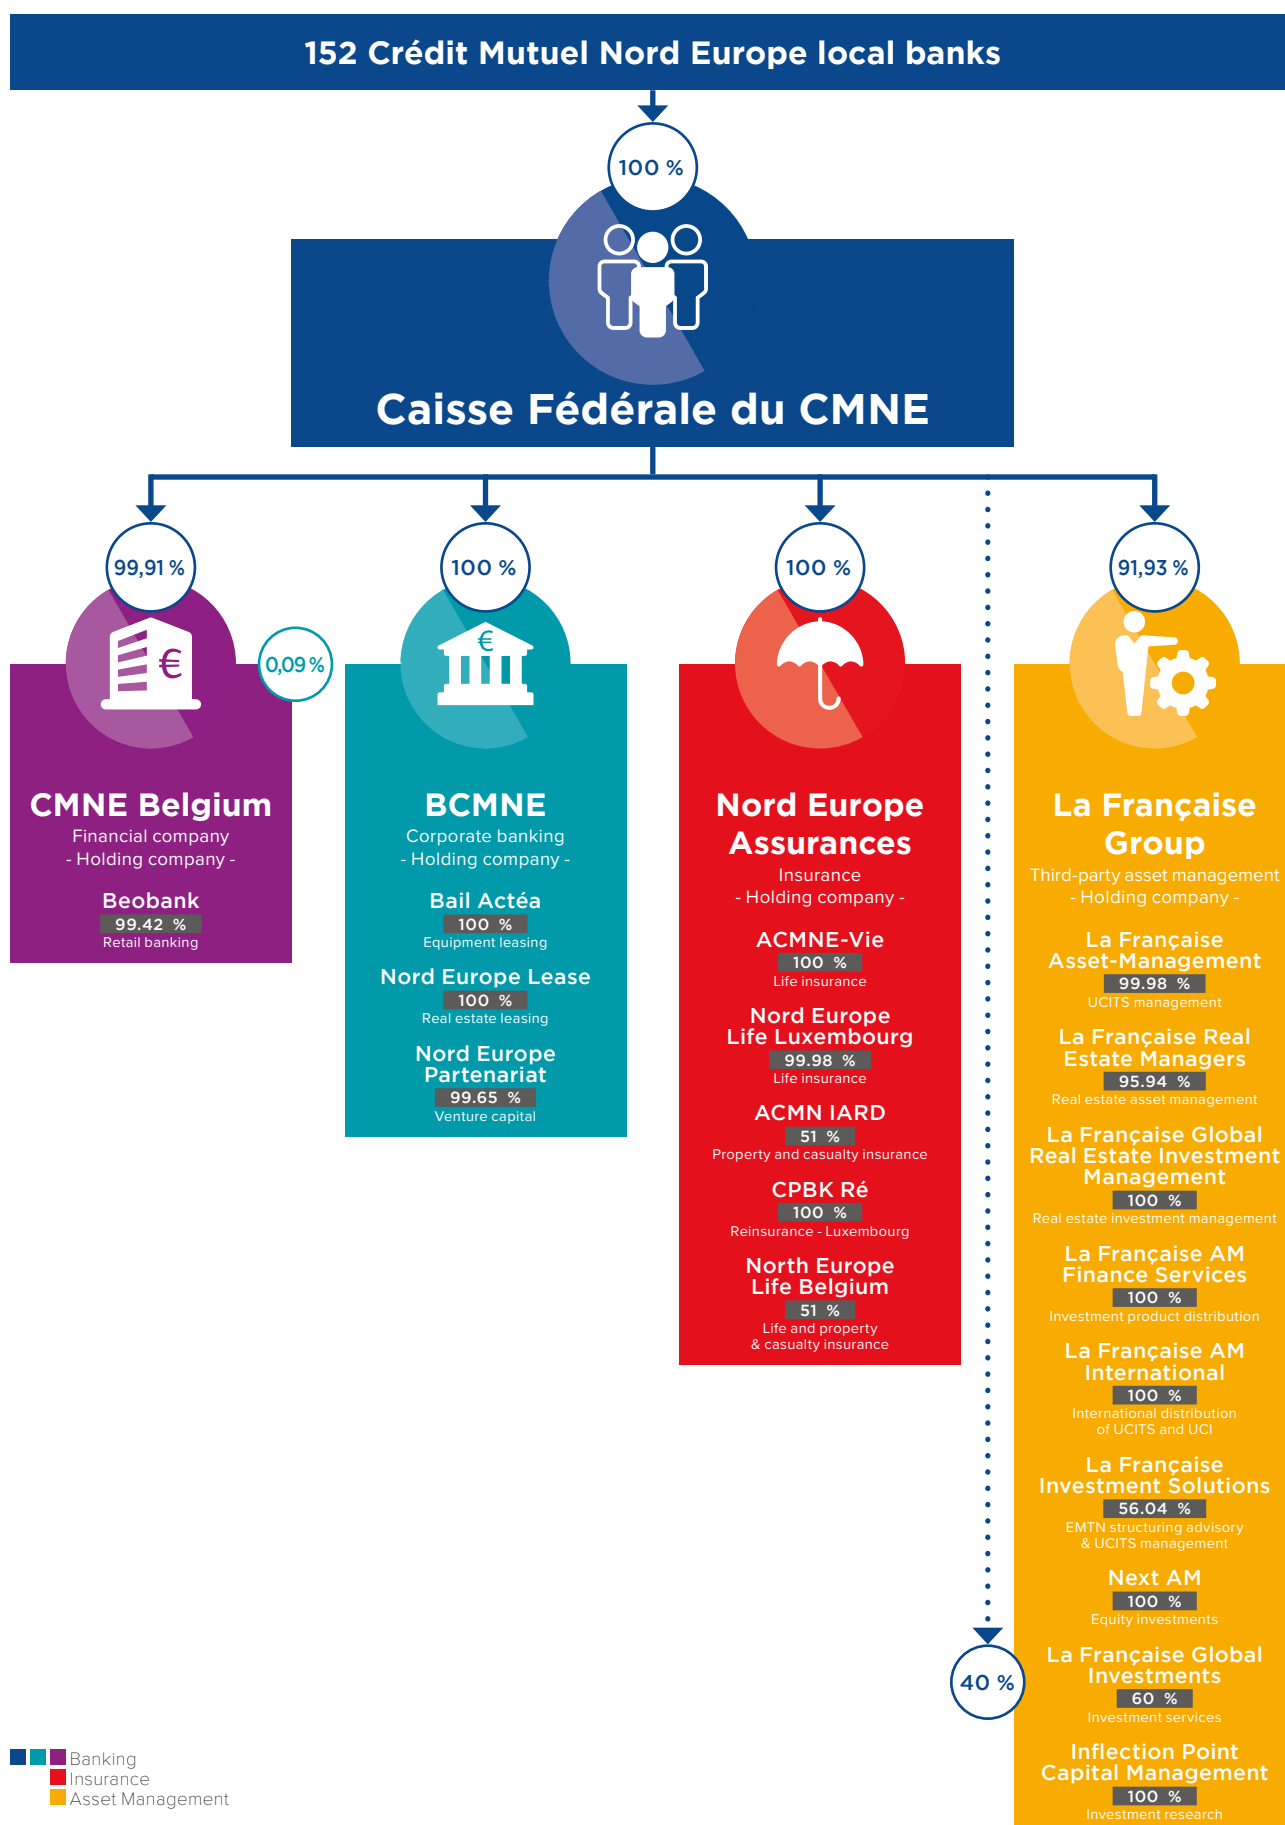 152 Crédit Mutuel Nord Europe local banks
100 %
Caisse Fédérale du CMNE
99,91 %
0,09 %
€
CMNE Belgium
Financial company
- Holding company -
Beobank
99.42 %
Retail banking
100 %
€
BCMNE
Corporate banking
- Holding company -
Bail Actéa
100 %
Equipment leasing
Nord Europe Lease
100 %
Real estate leasing
Nord Europe
Partenariat
99.65 %
Venture capital
100 %
Nord Europe
Assurances
Insurance
- Holding company -
ACMNE-Vie
100 %
Life insurance
Nord Europe
Life Luxembourg
99.98 %
Life insurance
ACMN IARD
51 %
Property and casualty insurance
CPBK Ré
100 %
Reinsurance - Luxembourg
North Europe
Life Belgium
51 %
Life and property
& casualty insurance
91,93 %
La Française
Group
Third-party asset management
- Holding company -
La Française
Asset-Management
99.98 %
UCITS management
La Française Real
Estate Managers
95.94 %
Real estate asset management
La Française Global
Real Estate Investment
Management
100 %
Real estate investment management
La Française AM
Finance Services
100 %
Investment product distribution
La Française AM
International
100 %
International distribution
of UCITS and UCI
La Française
Investment Solutions
56.04 %
EMTN structuring advisory
& UCITS management
Next AM
100 %
Equity investments
40 %
La Française Global
Investments
60 %
Investment services
Inflection Point
Capital Management
100 %
Investment research
Banking
Insurance
Asset Management